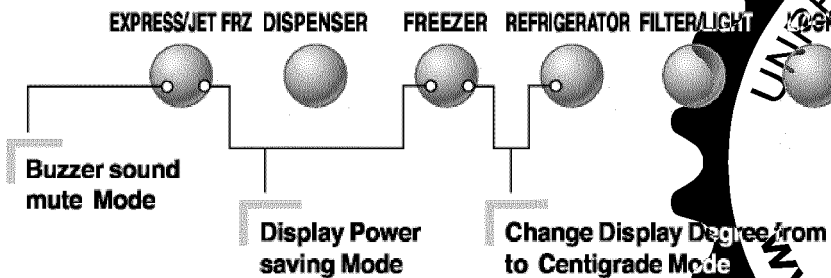 EXPRESS/JET FRZ DISPENSER FREEZER REFRIGERATOR FILTER/LIGHT
Buzzer sound
mute Mode
Display Power
saving Mode
Change Display Degree from
to Centigrade Mode